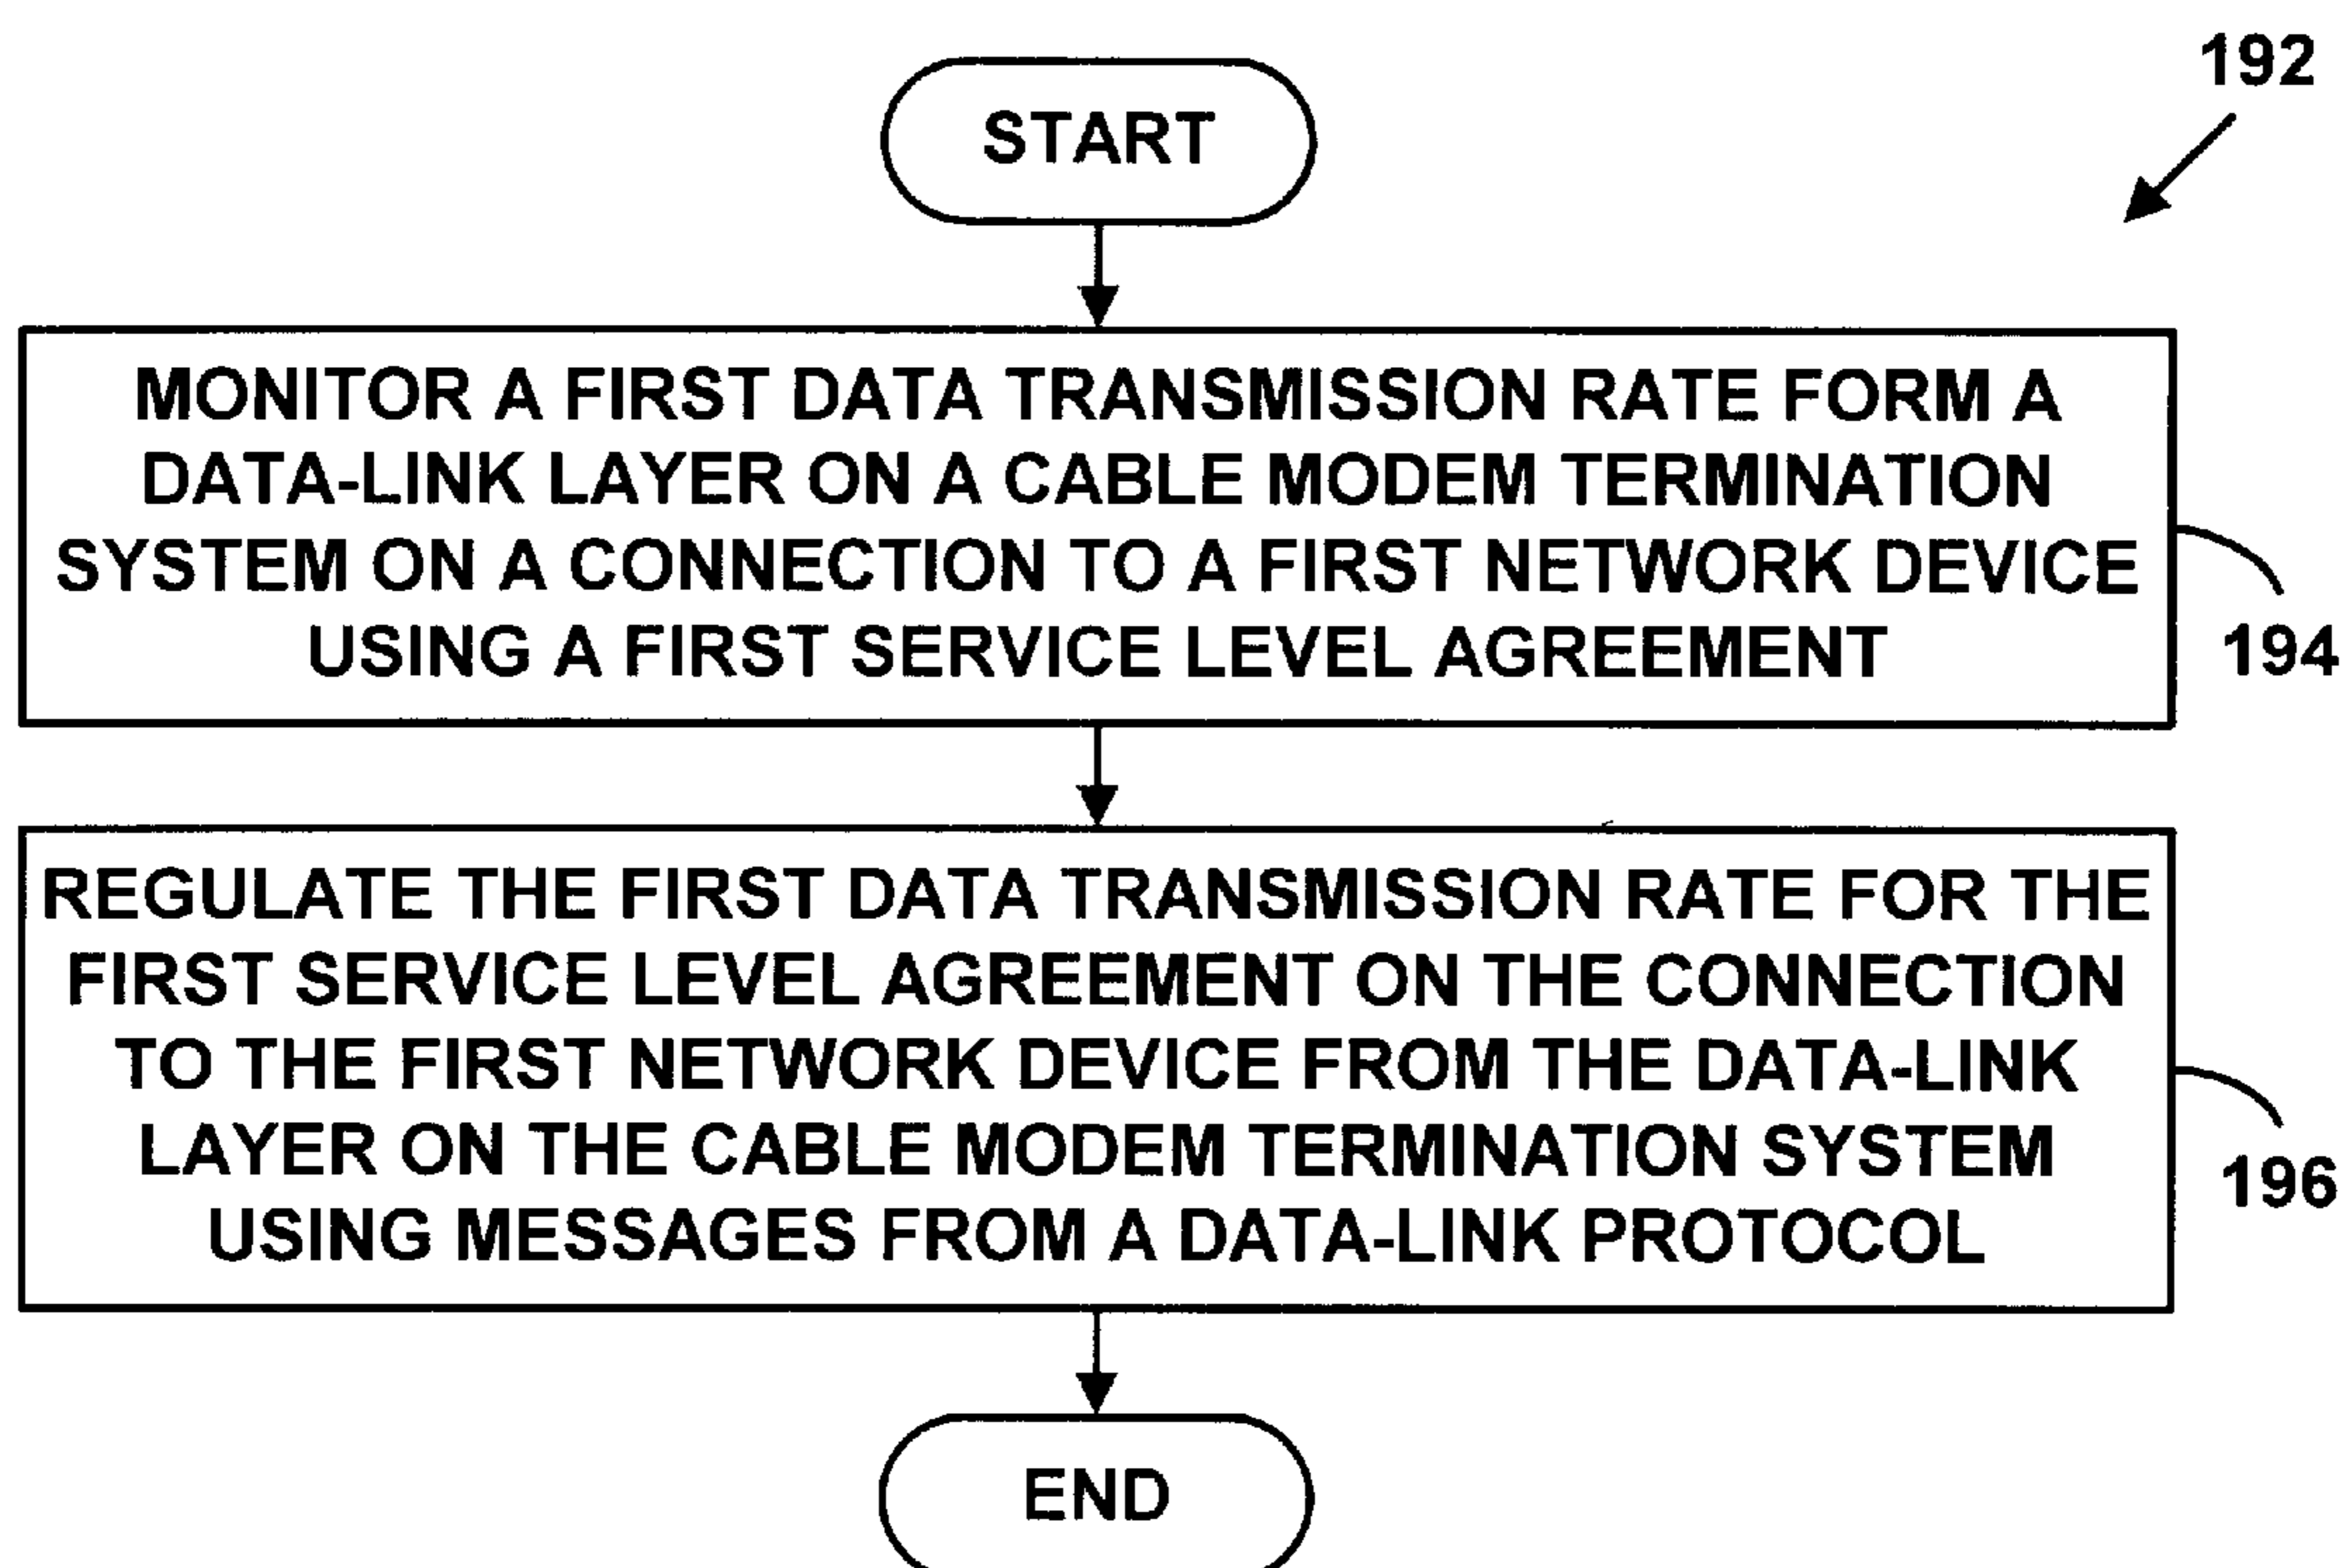 192
START
MONITOR A FIRST DATA TRANSMISSION RATE FORM A
DATA-LINK LAYER ON A CABLE MODEM TERMINATION
SYSTEM ON A CONNECTION TO A FIRST NETWORK DEVICE
USING A FIRST SERVICE LEVEL AGREEMENT
194
REGULATE THE FIRST DATA TRANSMISSION RATE FOR THE
FIRST SERVICE LEVEL AGREEMENT ON THE CONNECTION
TO THE FIRST NETWORK DEVICE FROM THE DATA-LINK
LAYER ON THE CABLE MODEM TERMINATION SYSTEM
USING MESSAGES FROM A DATA-LINK PROTOCOL
196
END